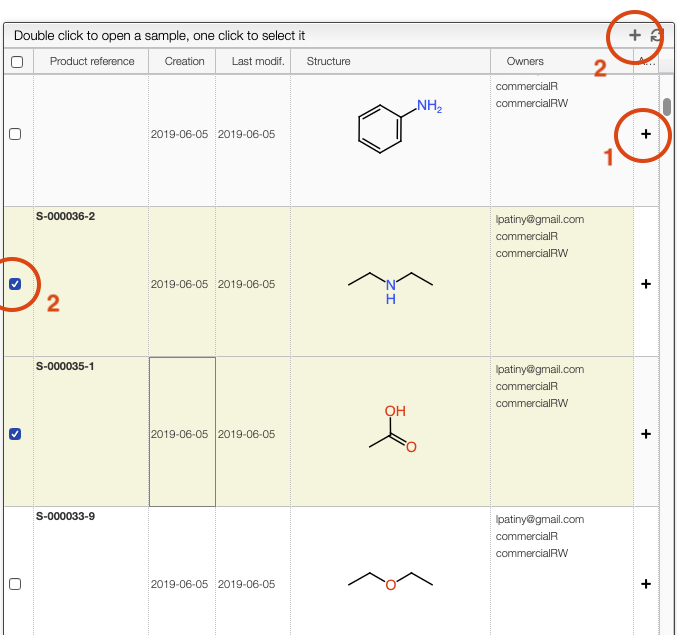 Double click to open a sample, one click to select it
2
Product reference Creation Last modif. Structure Owners A...
commercialR
commercialRW
NH2
2019-06-05 2019-06-05
1
S-000036-2
lpatiny@gmail.com
commercialR
commercialRW
2019-06-05 2019-06-05
N
H
2
S-000035-1
lpatiny@gmail.com
commercialR
commercialRW
OH
2019-06-05 2019-06-05
O
S-000033-9
lpatiny@gmail.com
commercialR
commercialRW
2019-06-05 2019-06-05
O